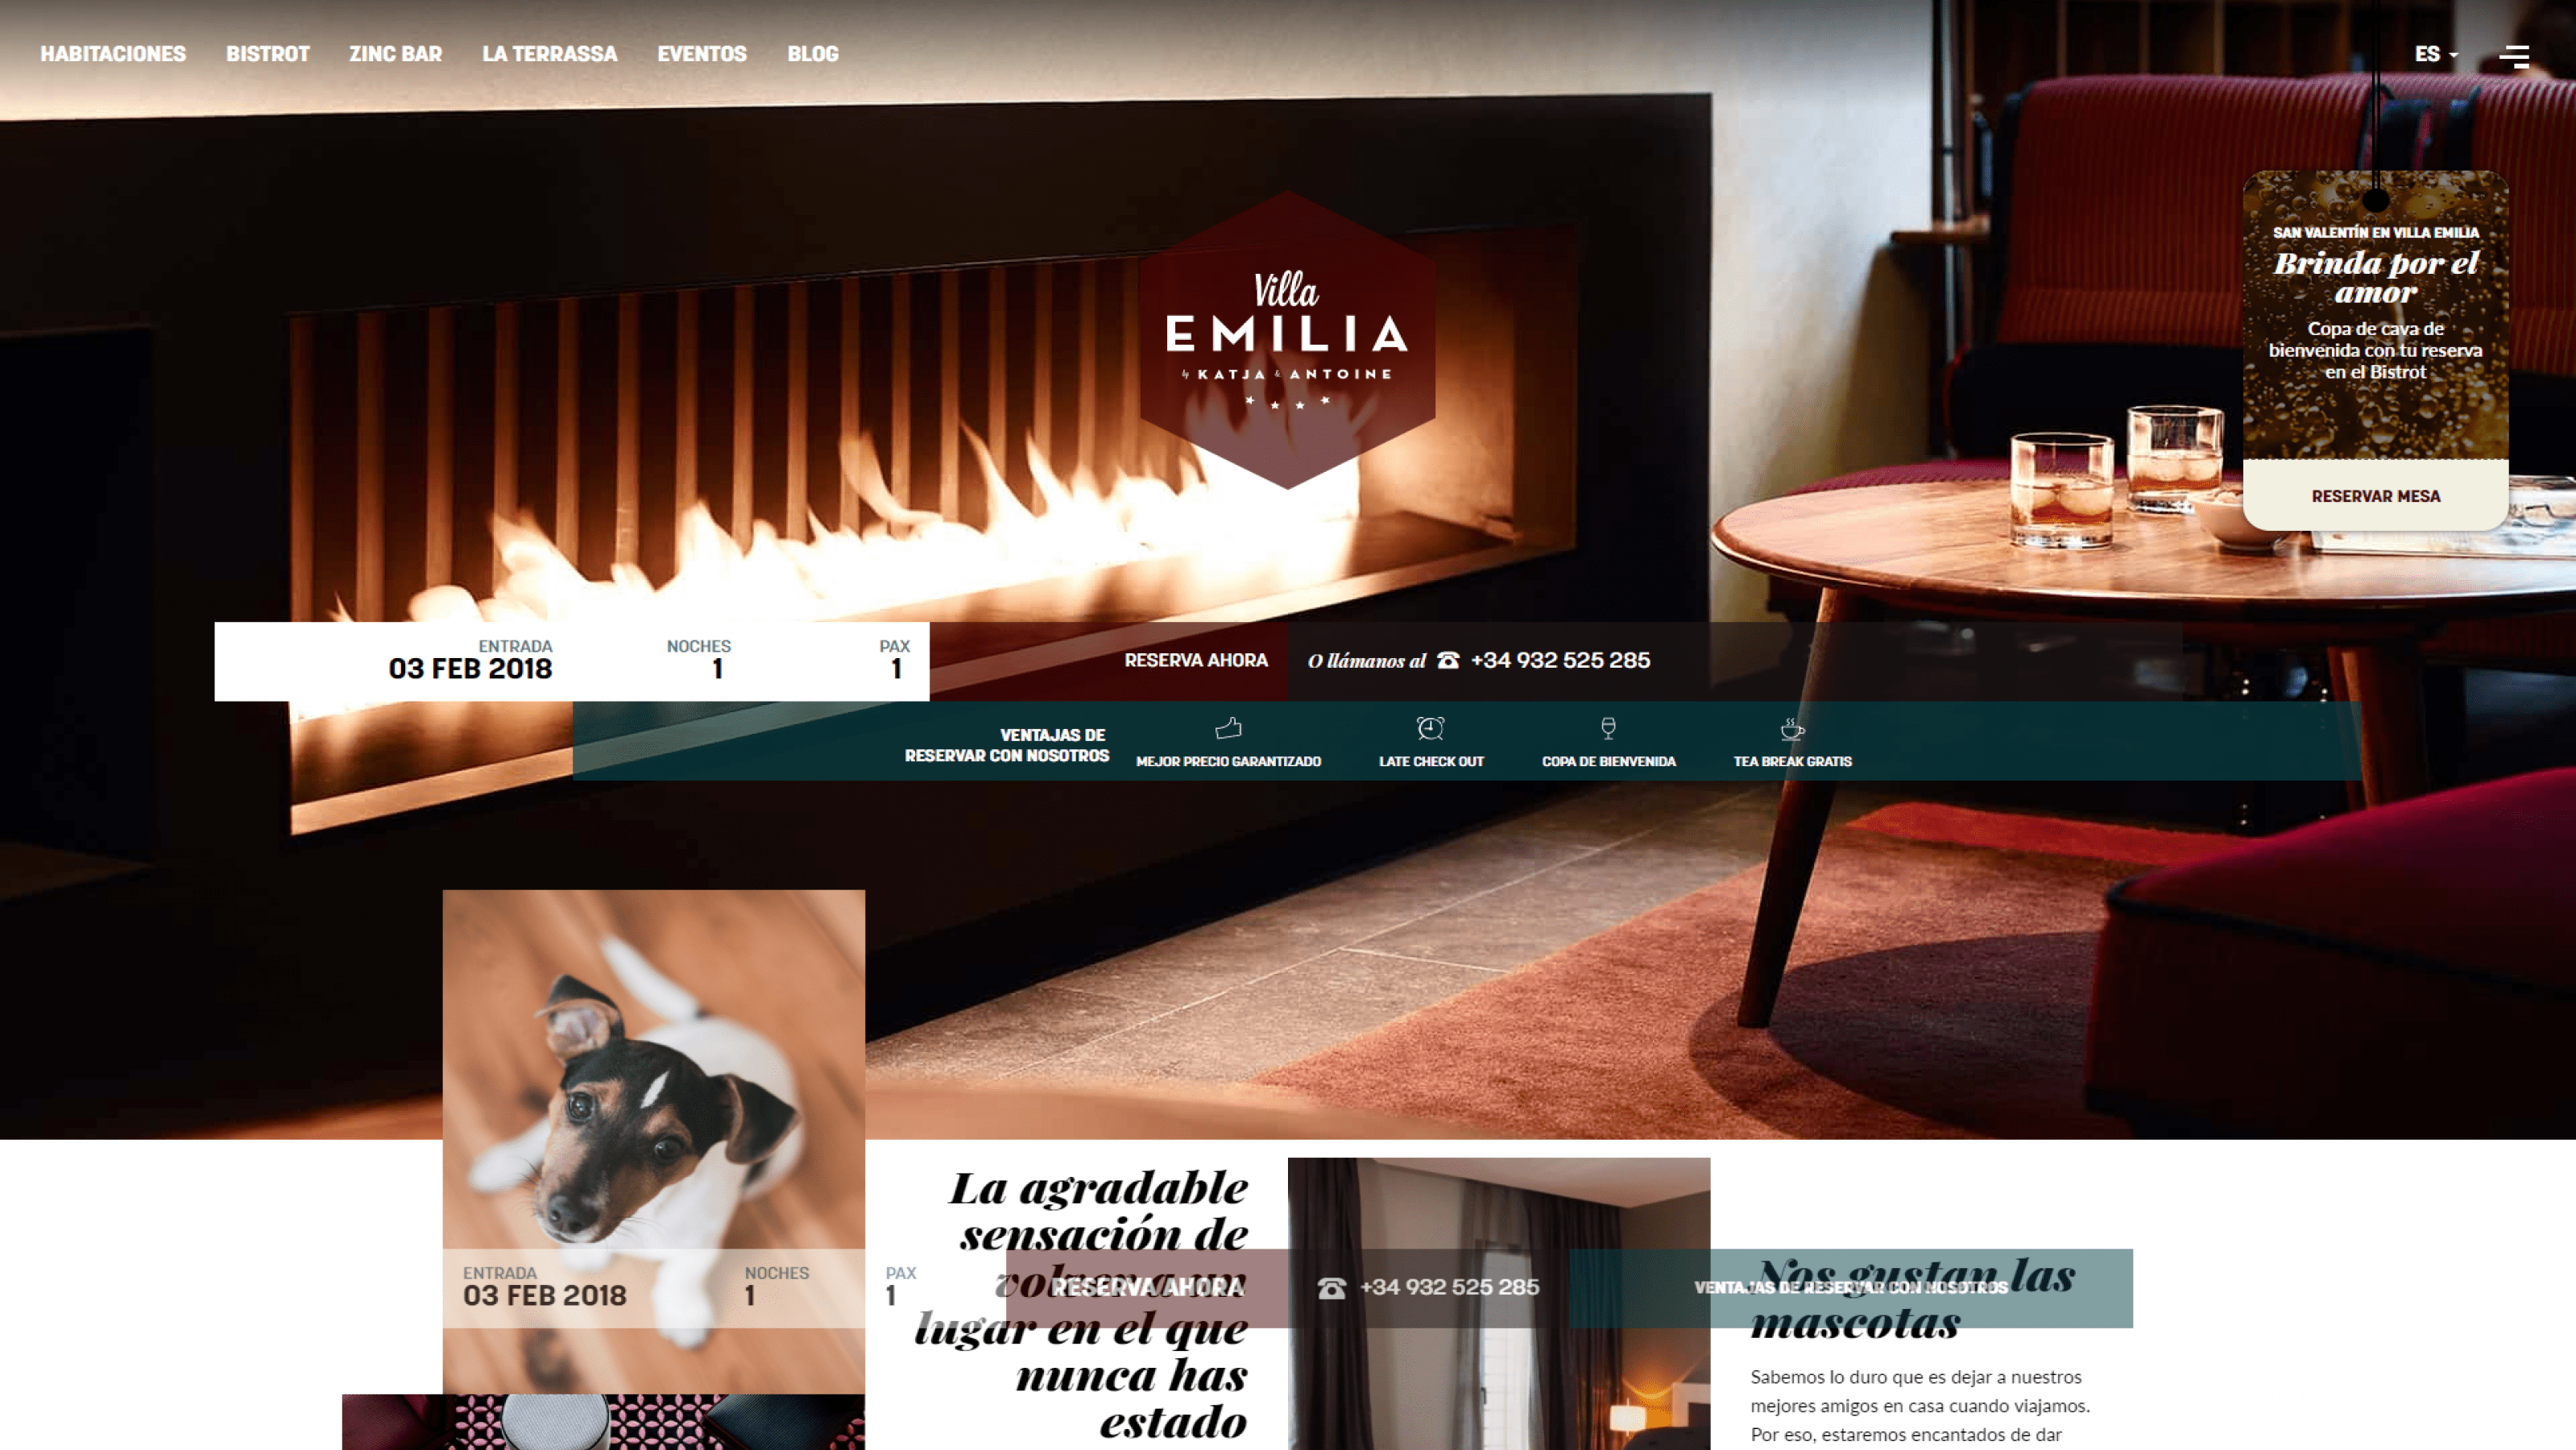 HABITACIONES BISTROT ZINC BAR LA TERRASSA EVENTOS BLOG ES
Villa
EMILIA
by KATJA & ANTOINE
SAN VALENTÍN EN VILLA EMILIA
Brinda por el
amor
Copa de cava de
bienvenida con tu reserva
en el Bistrot
RESERVAR MESA
ENTRADA NOCHES PAX
03 FEB 2018 1 1
RESERVA AHORA
O llámanos al +34 932 525 285
VENTAJAS DE
RESERVAR CON NOSOTROS
MEJOR PRECIO GARANTIZADO
LATE CHECK OUT
COPA DE BIENVENIDA
TEA BREAK GRATIS
La agradable
sensación de
volver a un
lugar en el que
nunca has
estado
ENTRADA NOCHES PAX
03 FEB 2018 1 1
RESERVA AHORA
+34 932 525 285
VENTAJAS DE RESERVAR CON NOSOTROS
Nos gustan las
mascotas
Sabemos lo duro que es dejar a nuestros
mejores amigos en casa cuando viajamos.
Por eso, estaremos encantados de dar